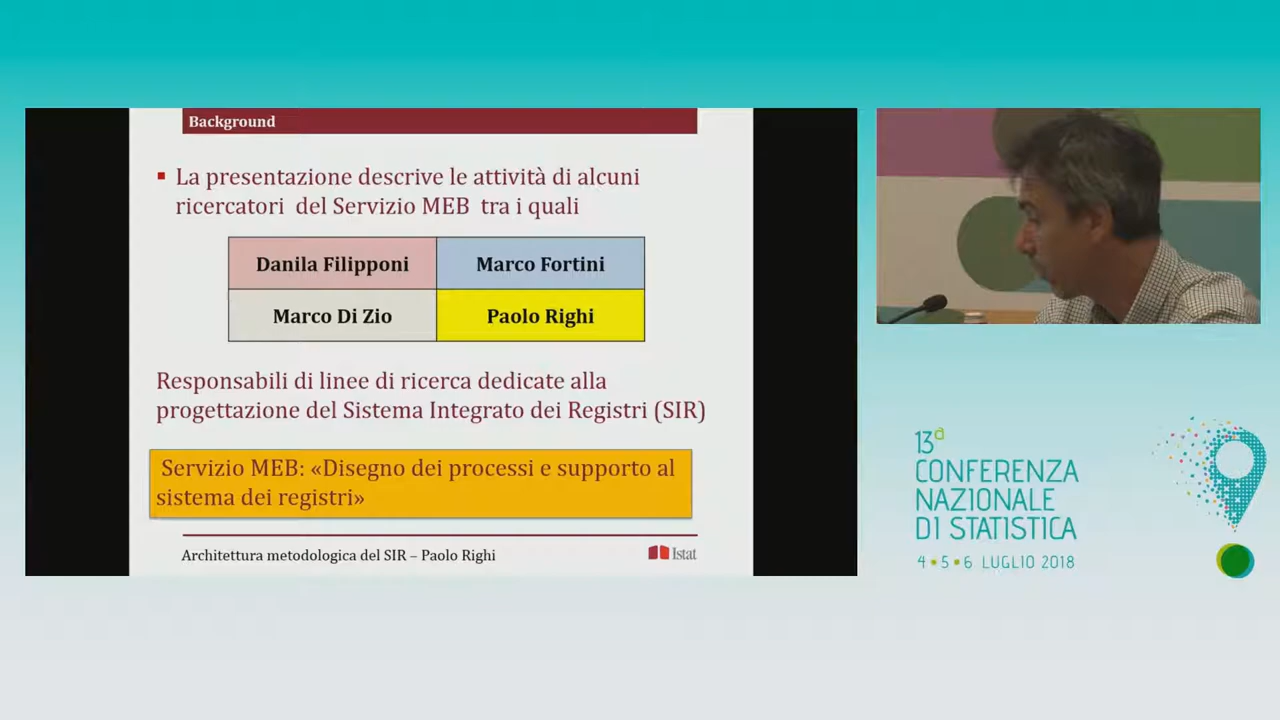 Background
La presentazione descrive le attività di alcuni
ricercatori del Servizio MEB tra i quali
Danila Filipponi
Marco Fortini
Marco Di Zio
Paolo Righi
Responsabili di linee di ricerca dedicate alla
progettazione del Sistema Integrato dei Registri (SIR)
Servizio MEB: «Disegno dei processi e supporto al
sistema dei registri»
Architettura metodologica del SIR – Paolo Righi
Istat
13a
CONFERENZA
NAZIONALE
DI STATISTICA
4 • 5 • 6 LUGLIO 2018